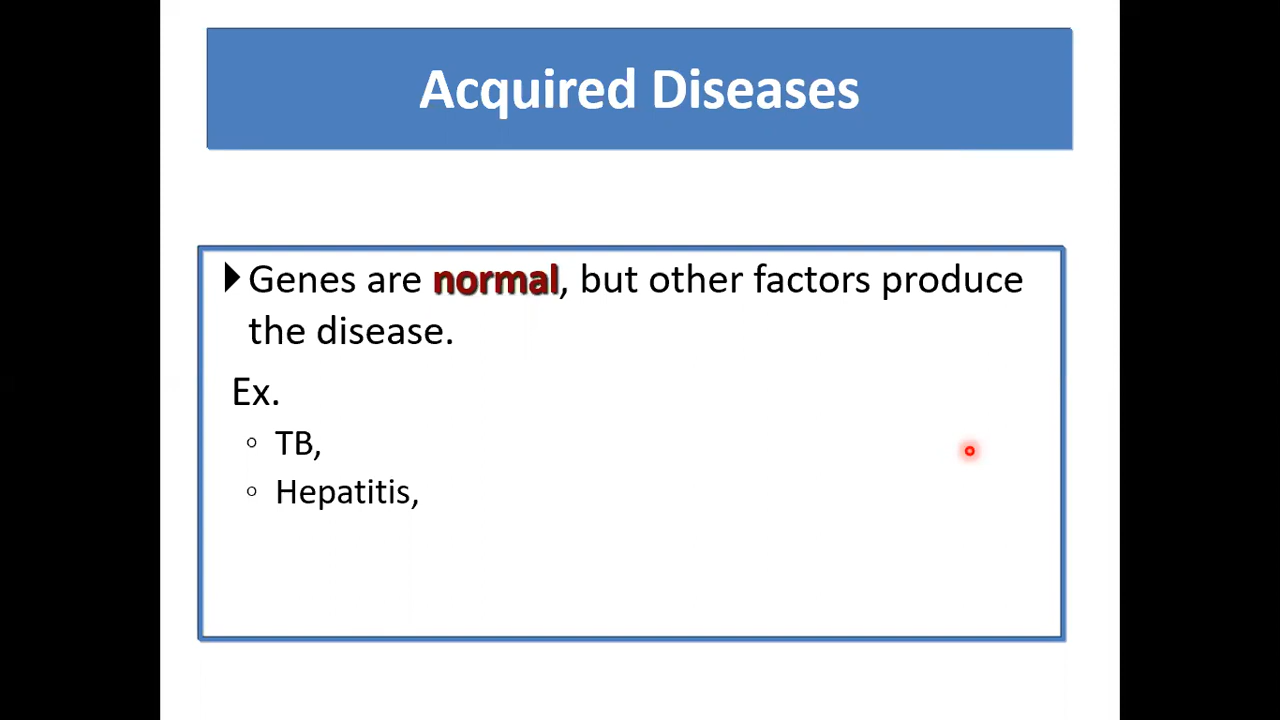 Acquired Diseases
Genes are normal, but other factors produce
the disease.
Ex.
◦ TB,
◦ Hepatitis,